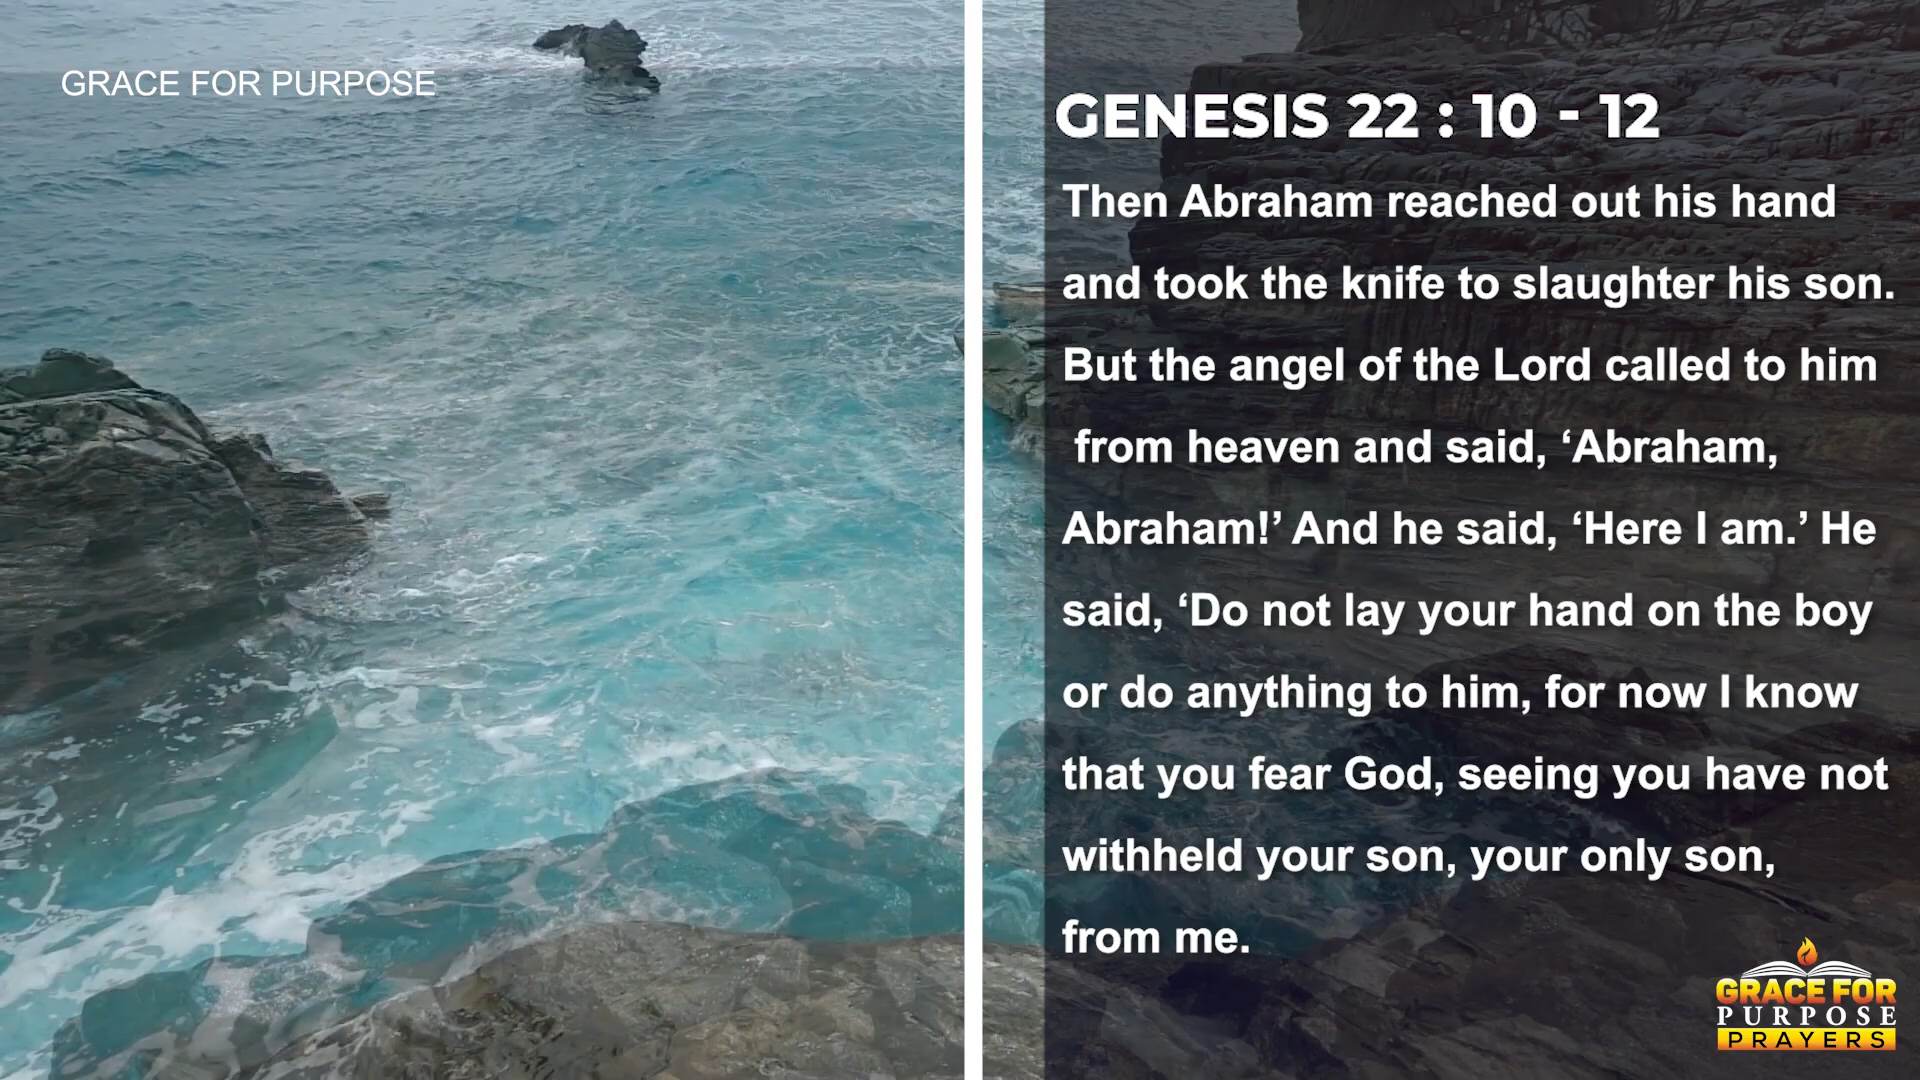 GRACE FOR PURPOSE
GENESIS 22 : 10 - 12
Then Abraham reached out his hand
and took the knife to slaughter his son.
But the angel of the Lord called to him
from heaven and said, ‘Abraham,
Abraham!’ And he said, ‘Here I am.’ He
said, ‘Do not lay your hand on the boy
or do anything to him, for now I know
that you fear God, seeing you have not
withheld your son, your only son,
from me.
GRACE FOR
PURPOSE
PRAYERS